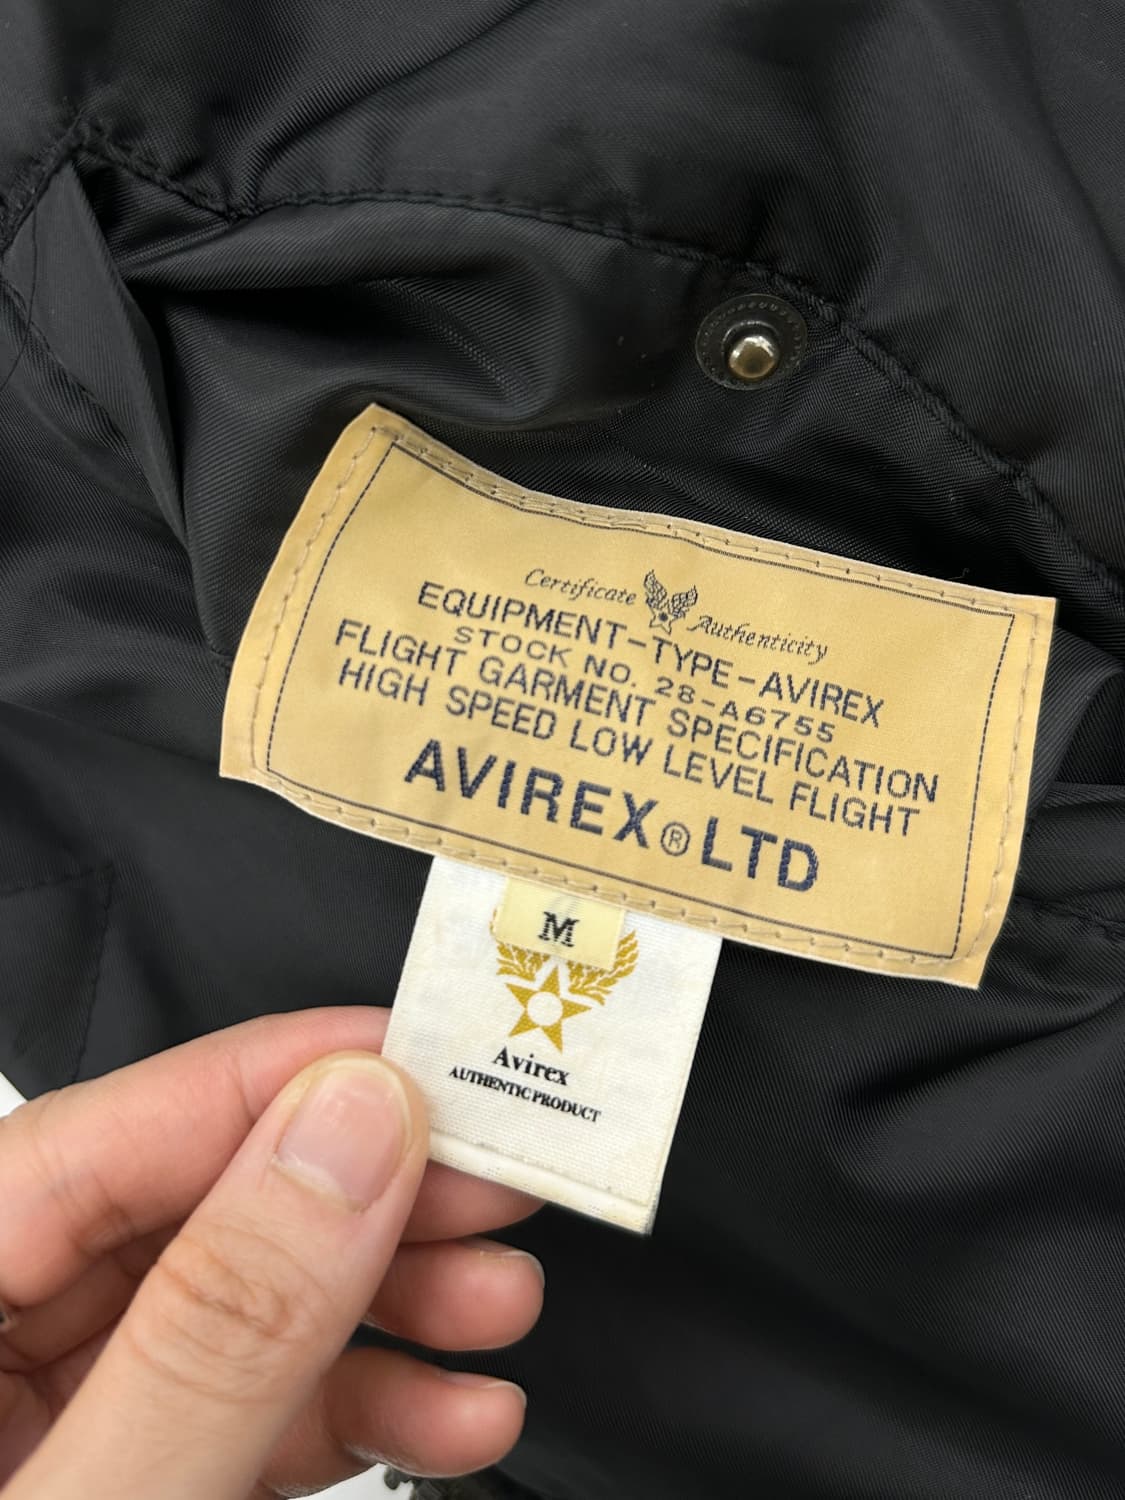 Certificate Authenticity
EQUIPMENT-TYPE-AVIREX
STOCK NO. 28-A6755
FLIGHT GARMENT SPECIFICATION
HIGH SPEED LOW LEVEL FLIGHT
AVIREX® LTD
M
Avirex
AUTHENTIC PRODUCT